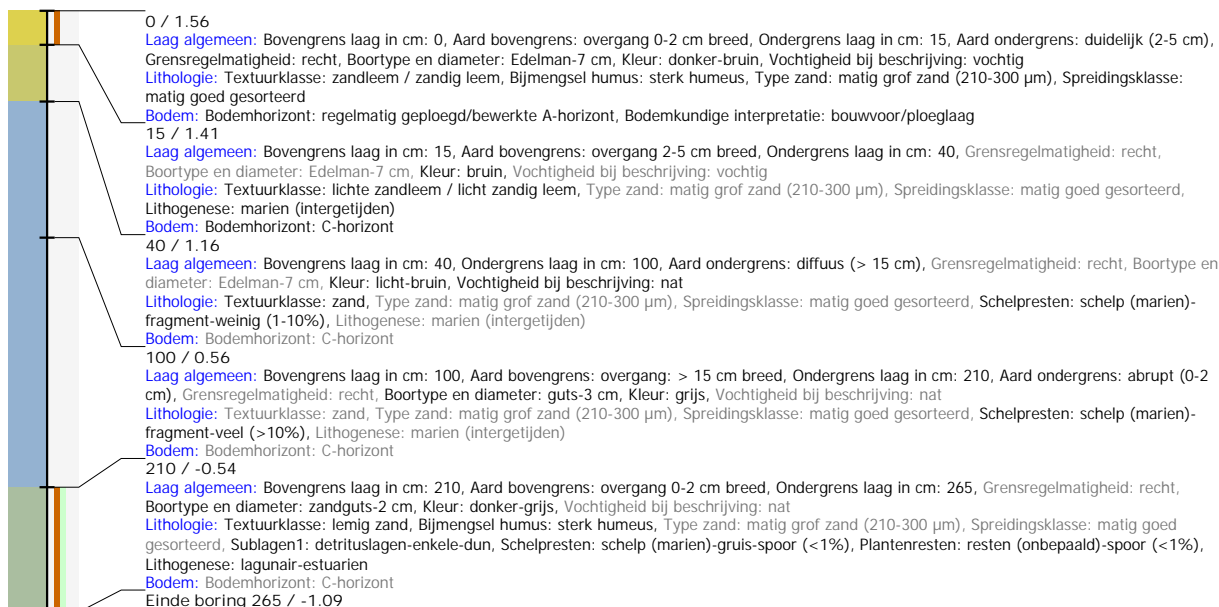 0 / 1.56
Laag algemeen: Bovengrens laag in cm: 0, Aard bovengrens: overgang 0-2 cm breed, Ondergrens laag in cm: 15, Aard ondergrens: duidelijk (2-5 cm),
Grensregelmatigheid: recht, Boortype en diameter: Edelman-7 cm, Kleur: donker-bruin, Vochtigheid bij beschrijving: vochtig
Lithologie: Textuurklasse: zandleem / zandig leem, Bijmengsel humus: sterk humeus, Type zand: matig grof zand (210-300 µm), Spreidingsklasse:
matig goed gesorteerd
Bodem: Bodemhorizont: regelmatig geploegd/bewerkte A-horizont, Bodemkundige interpretatie: bouwvoor/ploeglaag
15 / 1.41
Laag algemeen: Bovengrens laag in cm: 15, Aard bovengrens: overgang 2-5 cm breed, Ondergrens laag in cm: 40, Grensregelmatigheid: recht,
Boortype en diameter: Edelman-7 cm, Kleur: bruin, Vochtigheid bij beschrijving: vochtig
Lithologie: Textuurklasse: lichte zandleem / licht zandig leem, Type zand: matig grof zand (210-300 µm), Spreidingsklasse: matig goed gesorteerd,
Lithogenese: marien (intergetijden)
Bodem: Bodemhorizont: C-horizont
40 / 1.16
Laag algemeen: Bovengrens laag in cm: 40, Ondergrens laag in cm: 100, Aard ondergrens: diffuus (> 15 cm), Grensregelmatigheid: recht, Boortype en
diameter: Edelman-7 cm, Kleur: licht-bruin, Vochtigheid bij beschrijving: nat
Lithologie: Textuurklasse: zand, Type zand: matig grof zand (210-300 µm), Spreidingsklasse: matig goed gesorteerd, Schelpresten: schelp (marien)-
fragment-weinig (1-10%), Lithogenese: marien (intergetijden)
Bodem: Bodemhorizont: C-horizont
100 / 0.56
Laag algemeen: Bovengrens laag in cm: 100, Aard bovengrens: overgang: > 15 cm breed, Ondergrens laag in cm: 210, Aard ondergrens: abrupt (0-2
cm), Grensregelmatigheid: recht, Boortype en diameter: guts-3 cm, Kleur: grijs, Vochtigheid bij beschrijving: nat
Lithologie: Textuurklasse: zand, Type zand: matig grof zand (210-300 µm), Spreidingsklasse: matig goed gesorteerd, Schelpresten: schelp (marien)-
fragment-veel (>10%), Lithogenese: marien (intergetijden)
Bodem: Bodemhorizont: C-horizont
210 / -0.54
Laag algemeen: Bovengrens laag in cm: 210, Aard bovengrens: overgang 0-2 cm breed, Ondergrens laag in cm: 265, Grensregelmatigheid: recht,
Boortype en diameter: zandguts-2 cm, Kleur: donker-grijs, Vochtigheid bij beschrijving: nat
Lithologie: Textuurklasse: lemig zand, Bijmengsel humus: sterk humeus, Type zand: matig grof zand (210-300 µm), Spreidingsklasse: matig goed
gesorteerd, Sublagen1: detrituslagen-enkele-dun, Schelpresten: schelp (marien)-gruis-spoor (<1%), Plantenresten: resten (onbepaald)-spoor (<1%),
Lithogenese: lagunair-estuarien
Bodem: Bodemhorizont: C-horizont
Einde boring 265 / -1.09